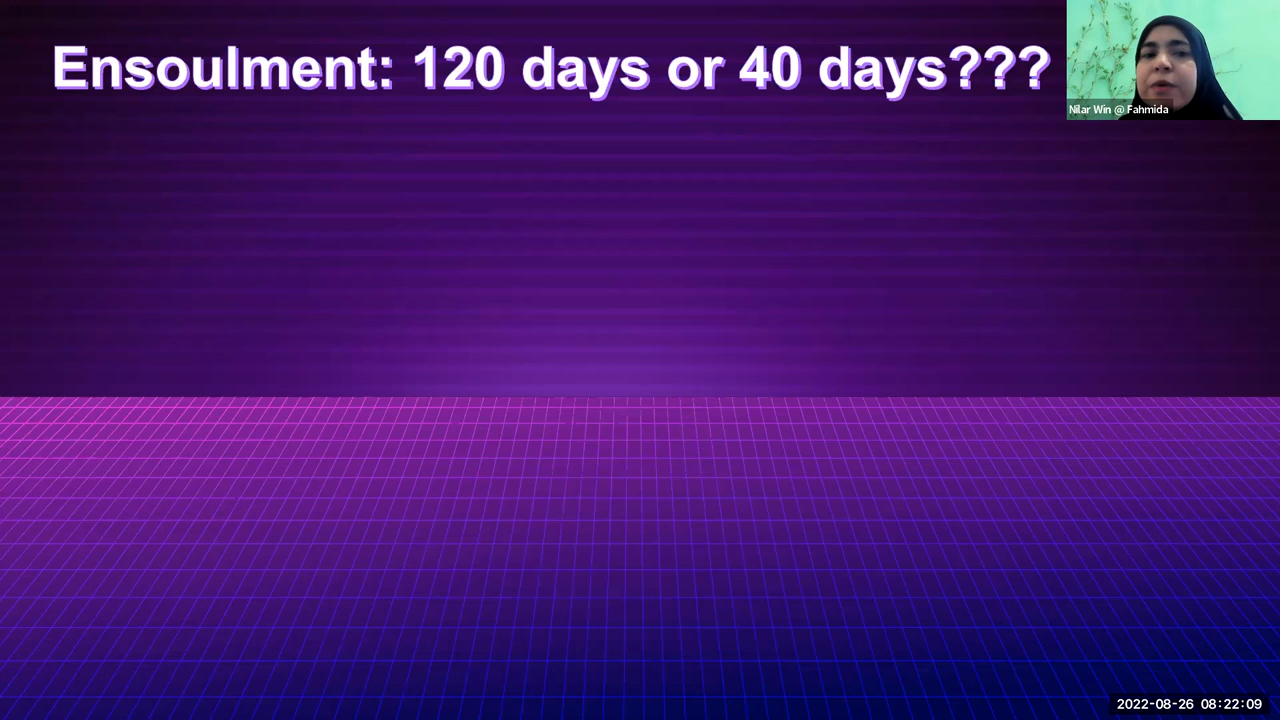 Ensoulment: 120 days or 40 days???
Nilar Win @ Fahmida
2022-08-26 08:22:09